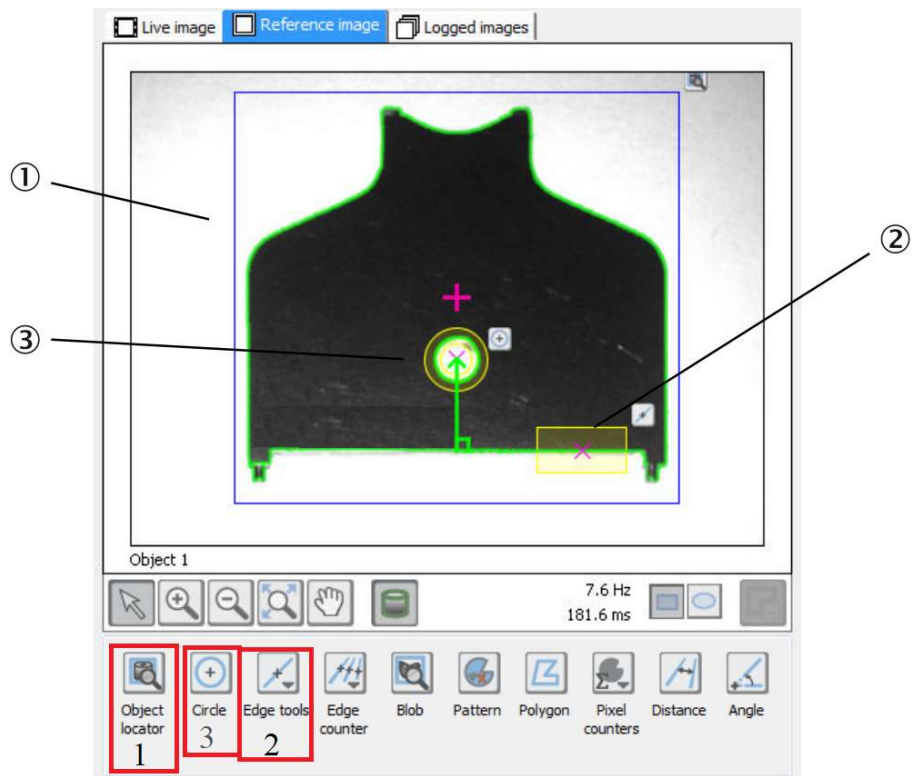 Live image Reference image Logged images
①
②
③
Object 1
7.6 Hz
181.6 ms
Object locator
Circle
Edge tools
Edge counter
Blob
Pattern
Polygon
Pixel counters
Distance
Angle
1
3
2